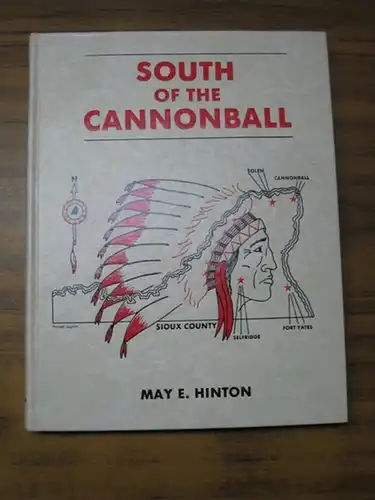 SOUTH
OF THE
CANNONBALL
SOLEN
CANNONBALL
N
SIOUX COUNTY
SELFRIDGE
FORT YATES
MAY E. HINTON